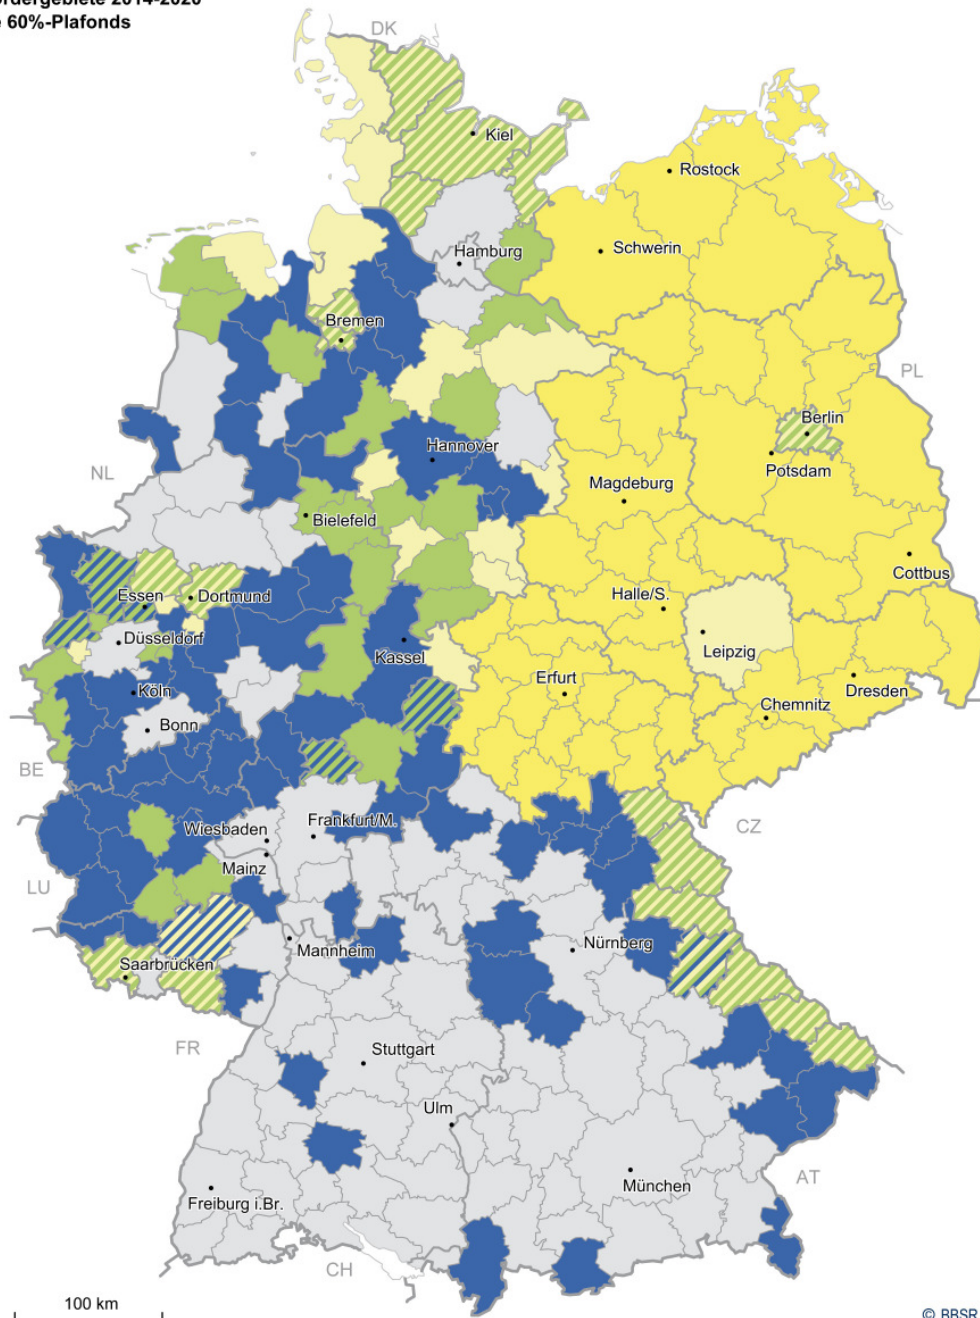 60%-Plafonds
DK
Kiel
Rostock
Hamburg
Schwerin
Bremen
PL
Berlin
Hannover
Potsdam
NL
Magdeburg
Bielefeld
Cottbus
Essen
Dortmund
Halle/S.
Düsseldorf
Leipzig
Kassel
Erfurt
Dresden
Köln
Chemnitz
Bonn
BE
Frankfurt/M.
Wiesbaden
CZ
Mainz
LU
Mannheim
Nürnberg
Saarbrücken
FR
Stuttgart
Ulm
AT
München
Freiburg i.Br.
CH
100 km
© BBSR